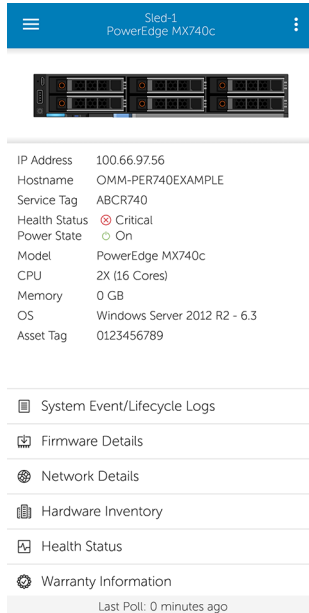 Sled-1
PowerEdge MX740c
IP Address 100.66.97.56
Hostname OMM-PER740EXAMPLE
Service Tag ABCR740
Health Status Critical
Power State On
Model PowerEdge MX740c
CPU 2X (16 Cores)
Memory 0 GB
OS Windows Server 2012 R2 - 6.3
Asset Tag 0123456789
System Event/Lifecycle Logs
Firmware Details
Network Details
Hardware Inventory
Health Status
Warranty Information
Last Poll: 0 minutes ago